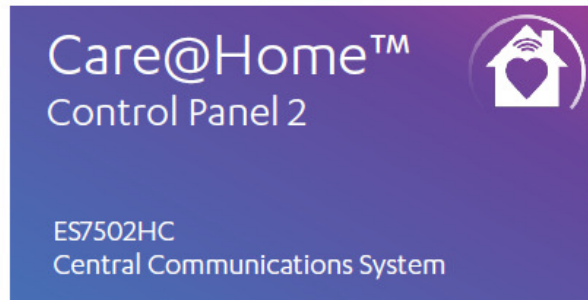 Care@Home™
Control Panel 2
ES7502HC
Central Communications System